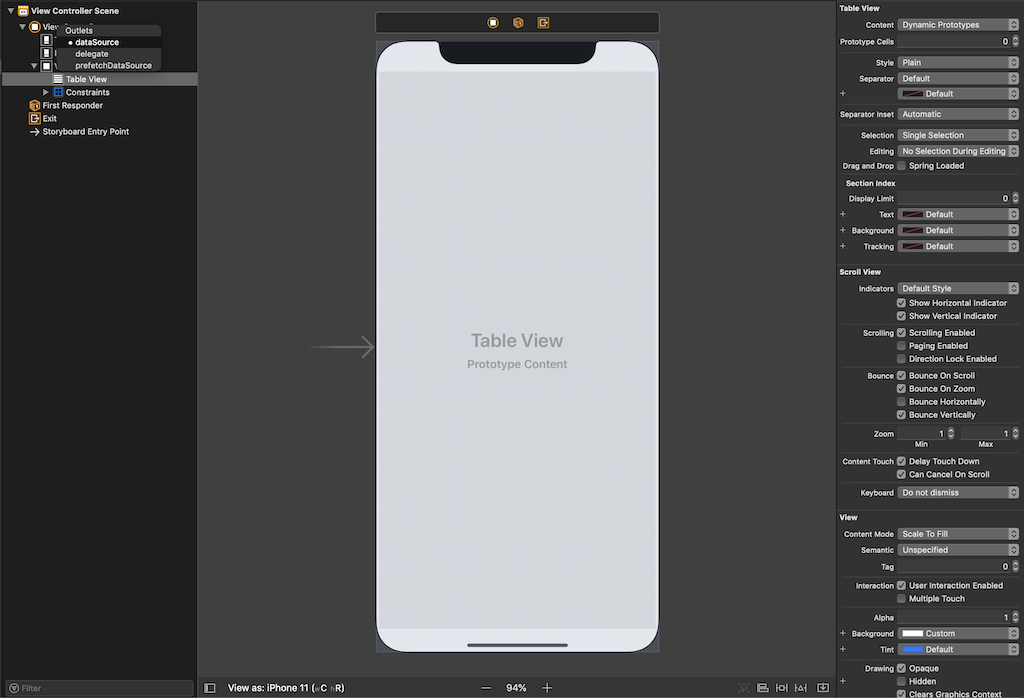 View Controller Scene
Outlets
dataSource
delegate
prefetchDataSource
Table View
Constraints
First Responder
Exit
Storyboard Entry Point
Filter
Table View
Prototype Content
View as: iPhone 11 (wC hR)
94%
Table View
Content Dynamic Prototypes
Prototype Cells 0
Style Plain
Separator Default
Default
Separator Inset Automatic
Selection Single Selection
Editing No Selection During Editing
Drag and Drop Spring Loaded
Section Index
Display Limit 0
Text Default
Background Default
Tracking Default
Scroll View
Indicators Default Style
Show Horizontal Indicator
Show Vertical Indicator
Scrolling Scrolling Enabled
Paging Enabled
Direction Lock Enabled
Bounce Bounce On Scroll
Bounce On Zoom
Bounce Horizontally
Bounce Vertically
Zoom 1 1
Min Max
Content Touch Delay Touch Down
Can Cancel On Scroll
Keyboard Do not dismiss
View
Content Mode Scale To Fill
Semantic Unspecified
Tag 0
Interaction User Interaction Enabled
Multiple Touch
Alpha 1
Background Custom
Tint Default
Drawing Opaque
Hidden
Clears Graphics Context